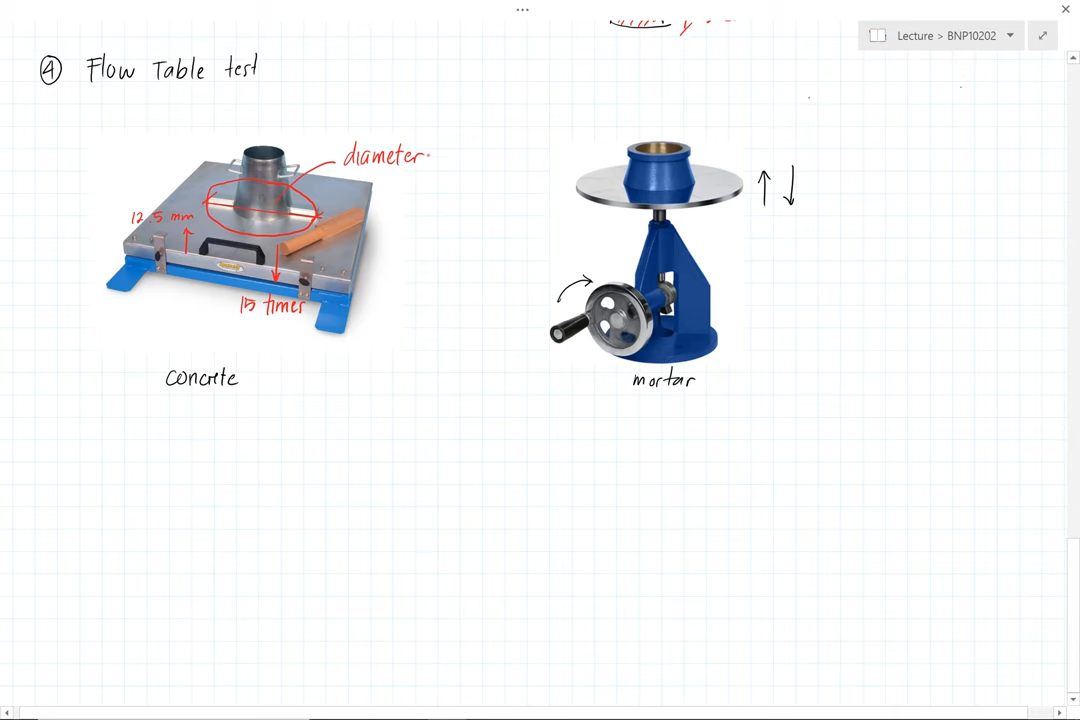 Lecture > BNP10202
④ Flow Table test
diameter
12.5 mm
15 times
concrete
mortar